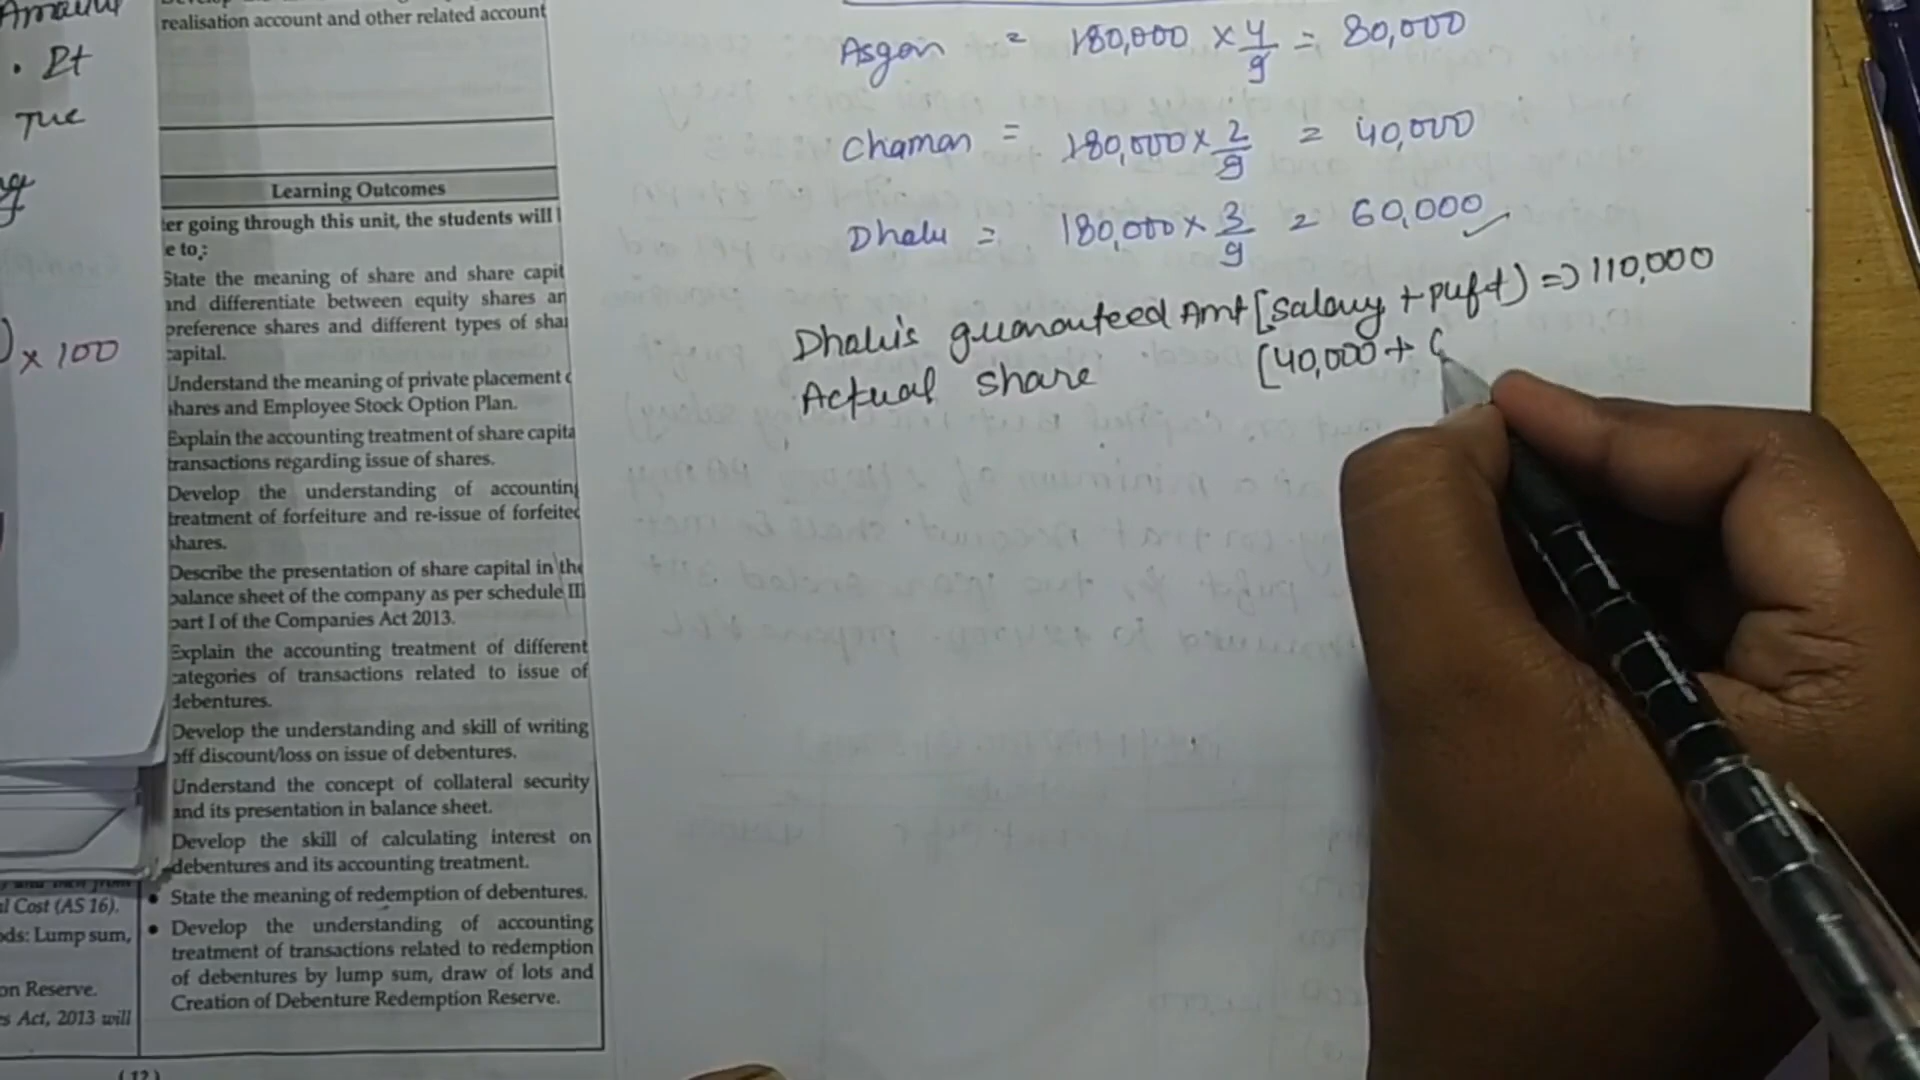 Amount
. Pt
The
x 100
realisation account and other related account
Learning Outcomes
er going through this unit, the students will
e to :
State the meaning of share and share capit
and differentiate between equity shares an
preference shares and different types of shar
capital.
Understand the meaning of private placement o
shares and Employee Stock Option Plan.
Explain the accounting treatment of share capita
transactions regarding issue of shares.
Develop the understanding of accounting
treatment of forfeiture and re-issue of forfeited
shares.
Describe the presentation of share capital in the
balance sheet of the company as per schedule III
part I of the Companies Act 2013.
Explain the accounting treatment of different
categories of transactions related to issue of
debentures.
Develop the understanding and skill of writing
off discount/loss on issue of debentures.
Understand the concept of collateral security
and its presentation in balance sheet.
Develop the skill of calculating interest on
debentures and its accounting treatment.
• State the meaning of redemption of debentures.
• Develop the understanding of accounting
treatment of transactions related to redemption
of debentures by lump sum, draw of lots and
Creation of Debenture Redemption Reserve.
l Cost (AS 16).
ods: Lump sum,
on Reserve.
s Act, 2013 will
(12)
Asgar = 180,000 × 4/9 = 80,000
Chaman = 180,000 × 2/9 = 40,000
Dhalu = 180,000 × 3/9 = 60,000
Dhalu's guaranteed Amt [Salary + puft) => 110,000
Actual share [40,000 +